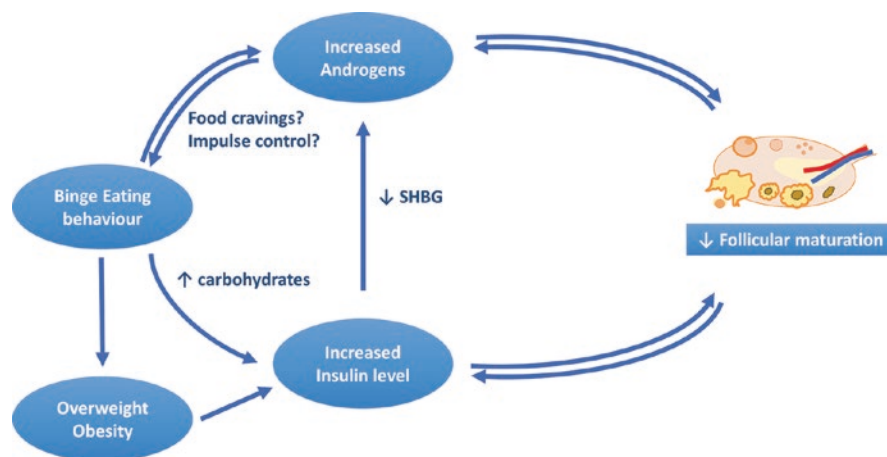 Increased
Androgens
Food cravings?
Impulse control?
Binge Eating
behaviour
↓ SHBG
↓ Follicular maturation
↑ carbohydrates
Increased
Insulin level
Overweight
Obesity